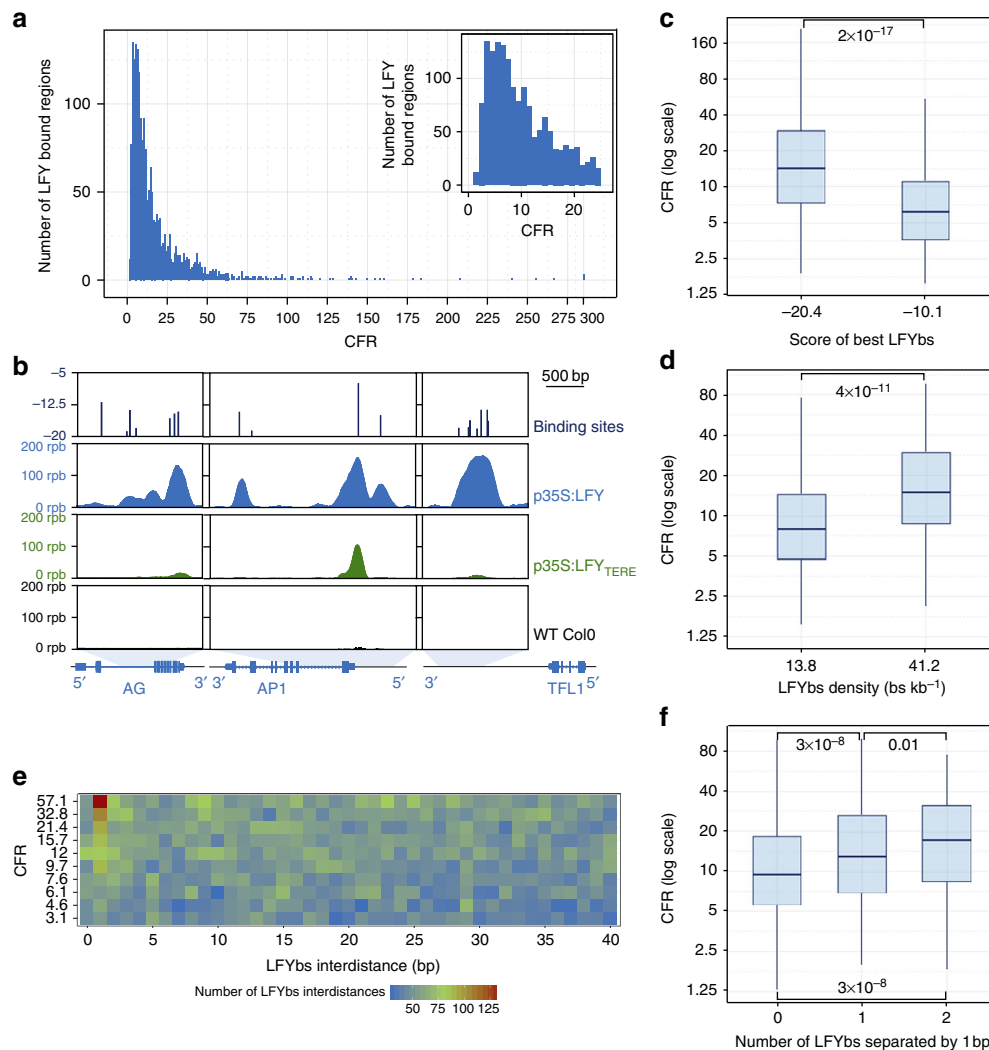 a
Number of LFY bound regions
100
50
0
0 25 50 75 100 125 150 175 200 225 250 275 300
CFR
Number of LFY
bound regions
100
50
0
0 10 20
CFR
b
500 bp
−5
−12.5
−20
Binding sites
200 rpb
100 rpb
0 rpb
p35S:LFY
200 rpb
100 rpb
0 rpb
p35S:LFYTERE
200 rpb
100 rpb
0 rpb
WT Col0
5′ AG 3′
3′ AP1 5′
3′ TFL1 5′
e
CFR
57.1
32.8
21.4
15.7
12
9.7
7.6
6.1
4.6
3.1
0 5 10 15 20 25 30 35 40
LFYbs interdistance (bp)
Number of LFYbs interdistances
50 75 100 125
c
2×10−17
CFR (log scale)
160
80
40
20
10
5
2.5
1.25
−20.4 −10.1
Score of best LFYbs
d
4×10−11
CFR (log scale)
80
40
20
10
5
2.5
1.25
13.8 41.2
LFYbs density (bs kb−1)
f
3×10−8 0.01
CFR (log scale)
80
40
20
10
5
2.5
1.25
3×10−8
0 1 2
Number of LFYbs separated by 1 bp